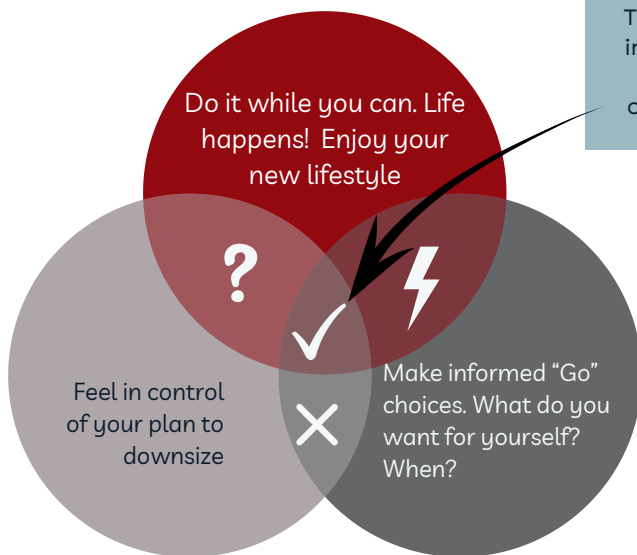 Do it while you can. Life
happens! Enjoy your
new lifestyle
?
Feel in control
of your plan to
downsize
Make informed “Go”
choices. What do you
want for yourself?
When?